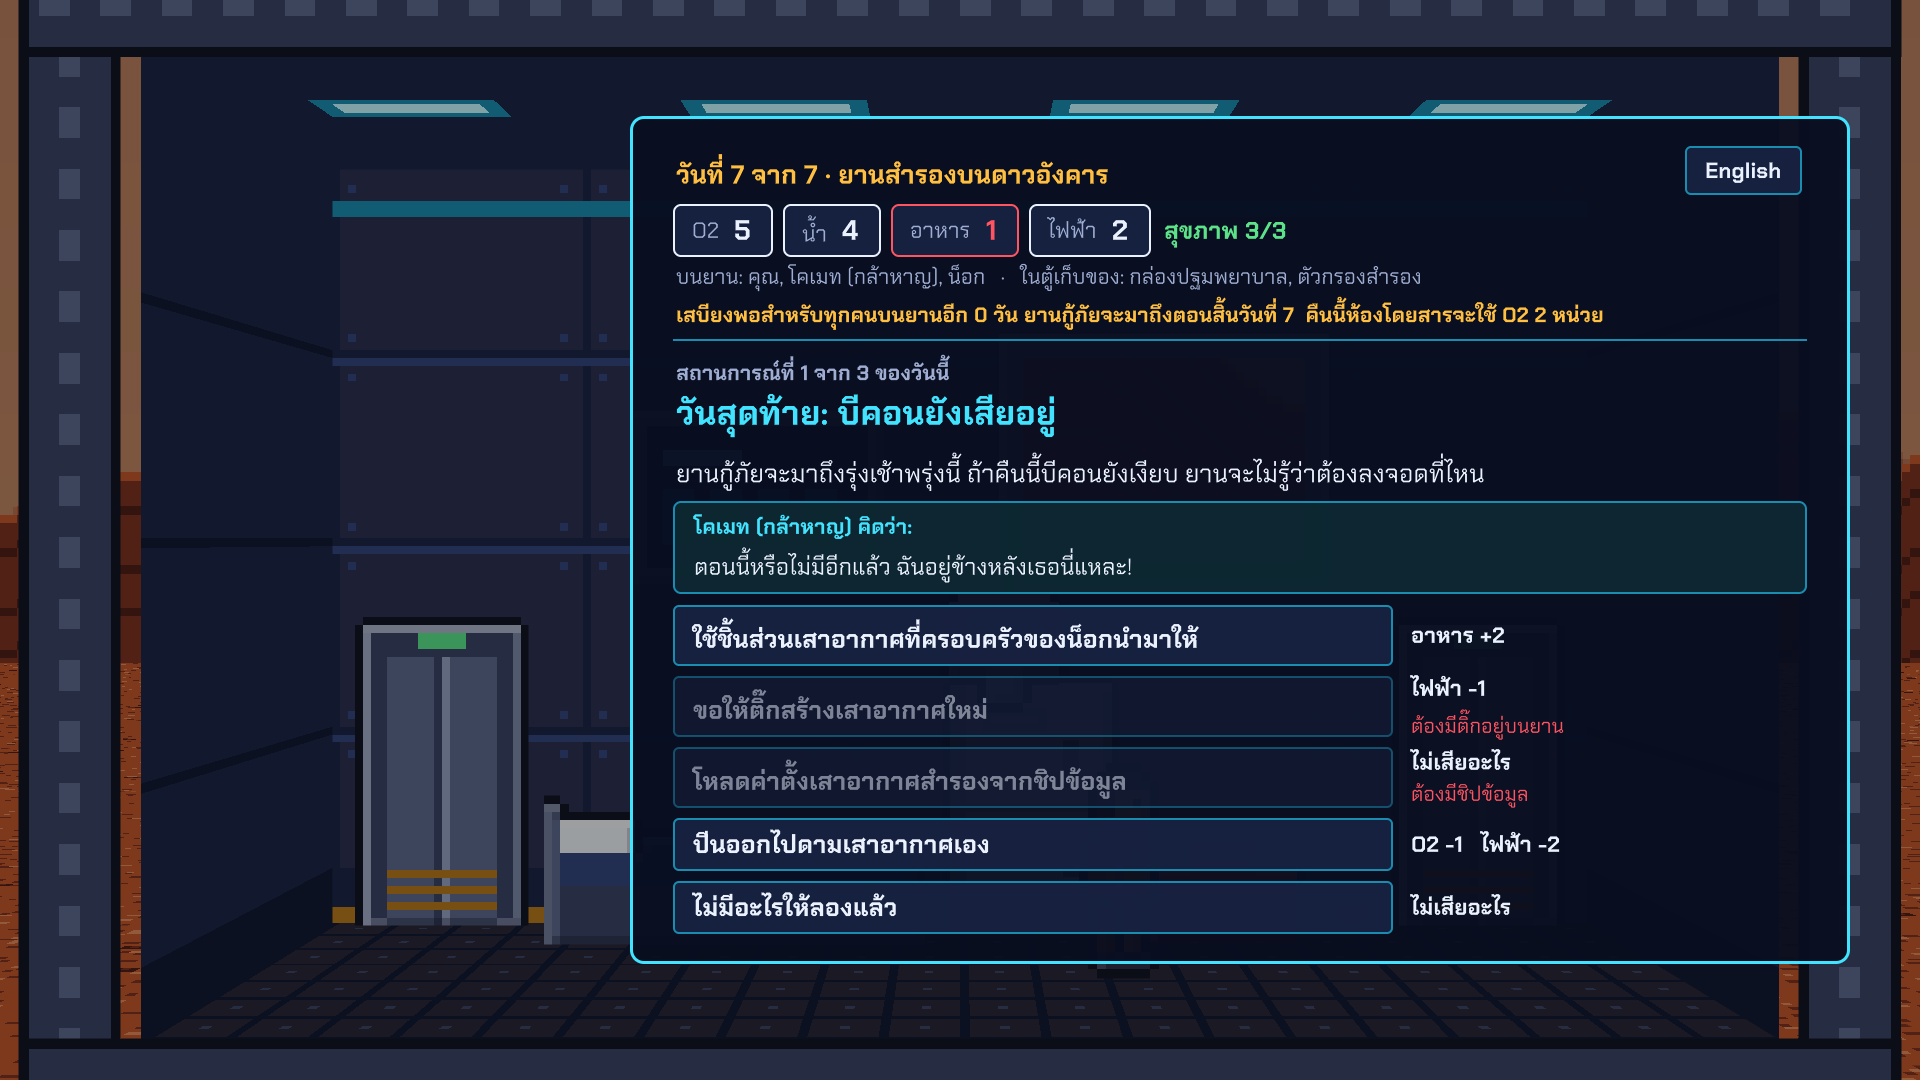 วันที่ 7 จาก 7 · ยานสำรองบนดาวอังคาร
English
O2 5 น้ำ 4 อาหาร 1 ไฟฟ้า 2 สุขภาพ 3/3
บนยาน: คุณ, โคเมท (กล้าหาญ), น็อก · ในตู้เก็บของ: กล่องปฐมพยาบาล, ตัวกรองสำรอง
เสบียงพอสำหรับทุกคนบนยานอีก 0 วัน ยานกู้ภัยจะมาถึงตอนสิ้นวันที่ 7 คืนนี้ห้องโดยสารจะใช้ O2 2 หน่วย
สถานการณ์ที่ 1 จาก 3 ของวันนี้
วันสุดท้าย: บีคอนยังเสียอยู่
ยานกู้ภัยจะมาถึงรุ่งเช้าพรุ่งนี้ ถ้าคืนนี้บีคอนยังเงียบ ยานจะไม่รู้ว่าต้องลงจอดที่ไหน
โคเมท (กล้าหาญ) คิดว่า:
ตอนนี้หรือไม่มีอีกแล้ว ฉันอยู่ข้างหลังเธอนี่แหละ!
ใช้ชิ้นส่วนเสาอากาศที่ครอบครัวของน็อกนำมาให้ อาหาร +2
ขอให้ติ๊กสร้างเสาอากาศใหม่ ไฟฟ้า -1
ต้องมีติ๊กอยู่บนยาน
โหลดค่าตั้งเสาอากาศสำรองจากชิปข้อมูล ไม่เสียอะไร
ต้องมีชิปข้อมูล
ปีนออกไปดามเสาอากาศเอง O2 -1 ไฟฟ้า -2
ไม่มีอะไรให้ลองแล้ว ไม่เสียอะไร